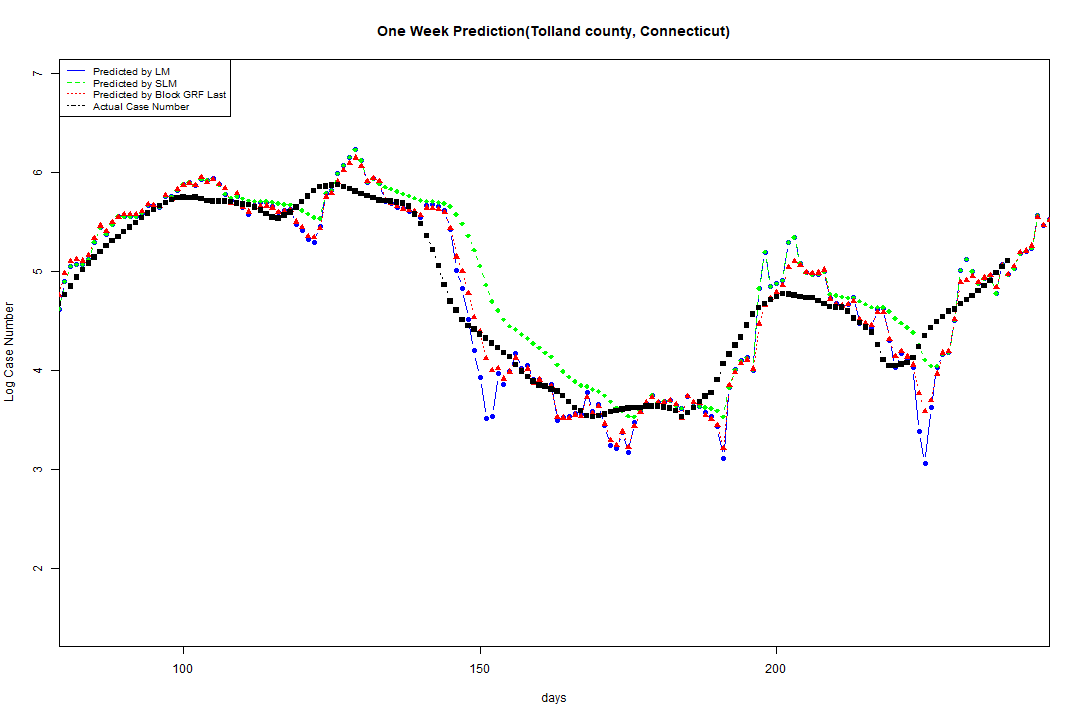 One Week Prediction(Tolland county, Connecticut)
Predicted by LM
Predicted by SLM
Predicted by Block GRF Last
Actual Case Number
7
6
5
4
3
2
Log Case Number
100 150 200
days